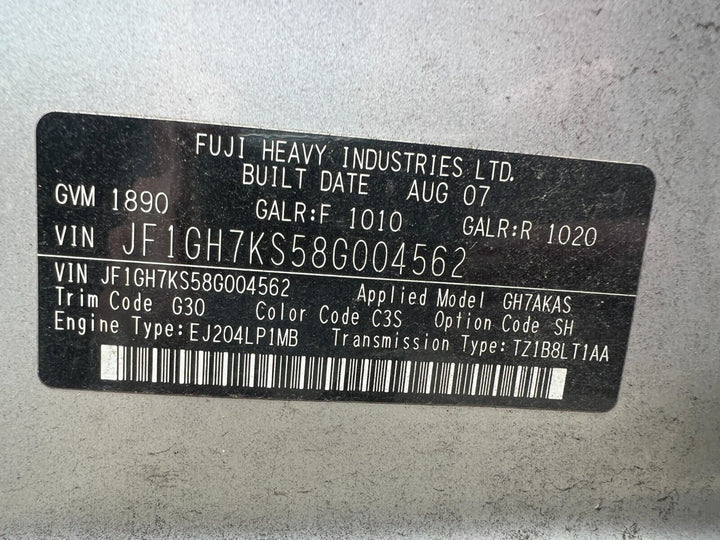 FUJI HEAVY INDUSTRIES LTD.
BUILT DATE AUG 07
GVM 1890 GALR:F 1010 GALR:R 1020
VIN JF1GH7KS58G004562
VIN JF1GH7KS58G004562 Applied Model GH7AKAS
Trim Code G30 Color Code C3S Option Code SH
Engine Type:EJ204LP1MB Transmission Type:TZ1B8LT1AA